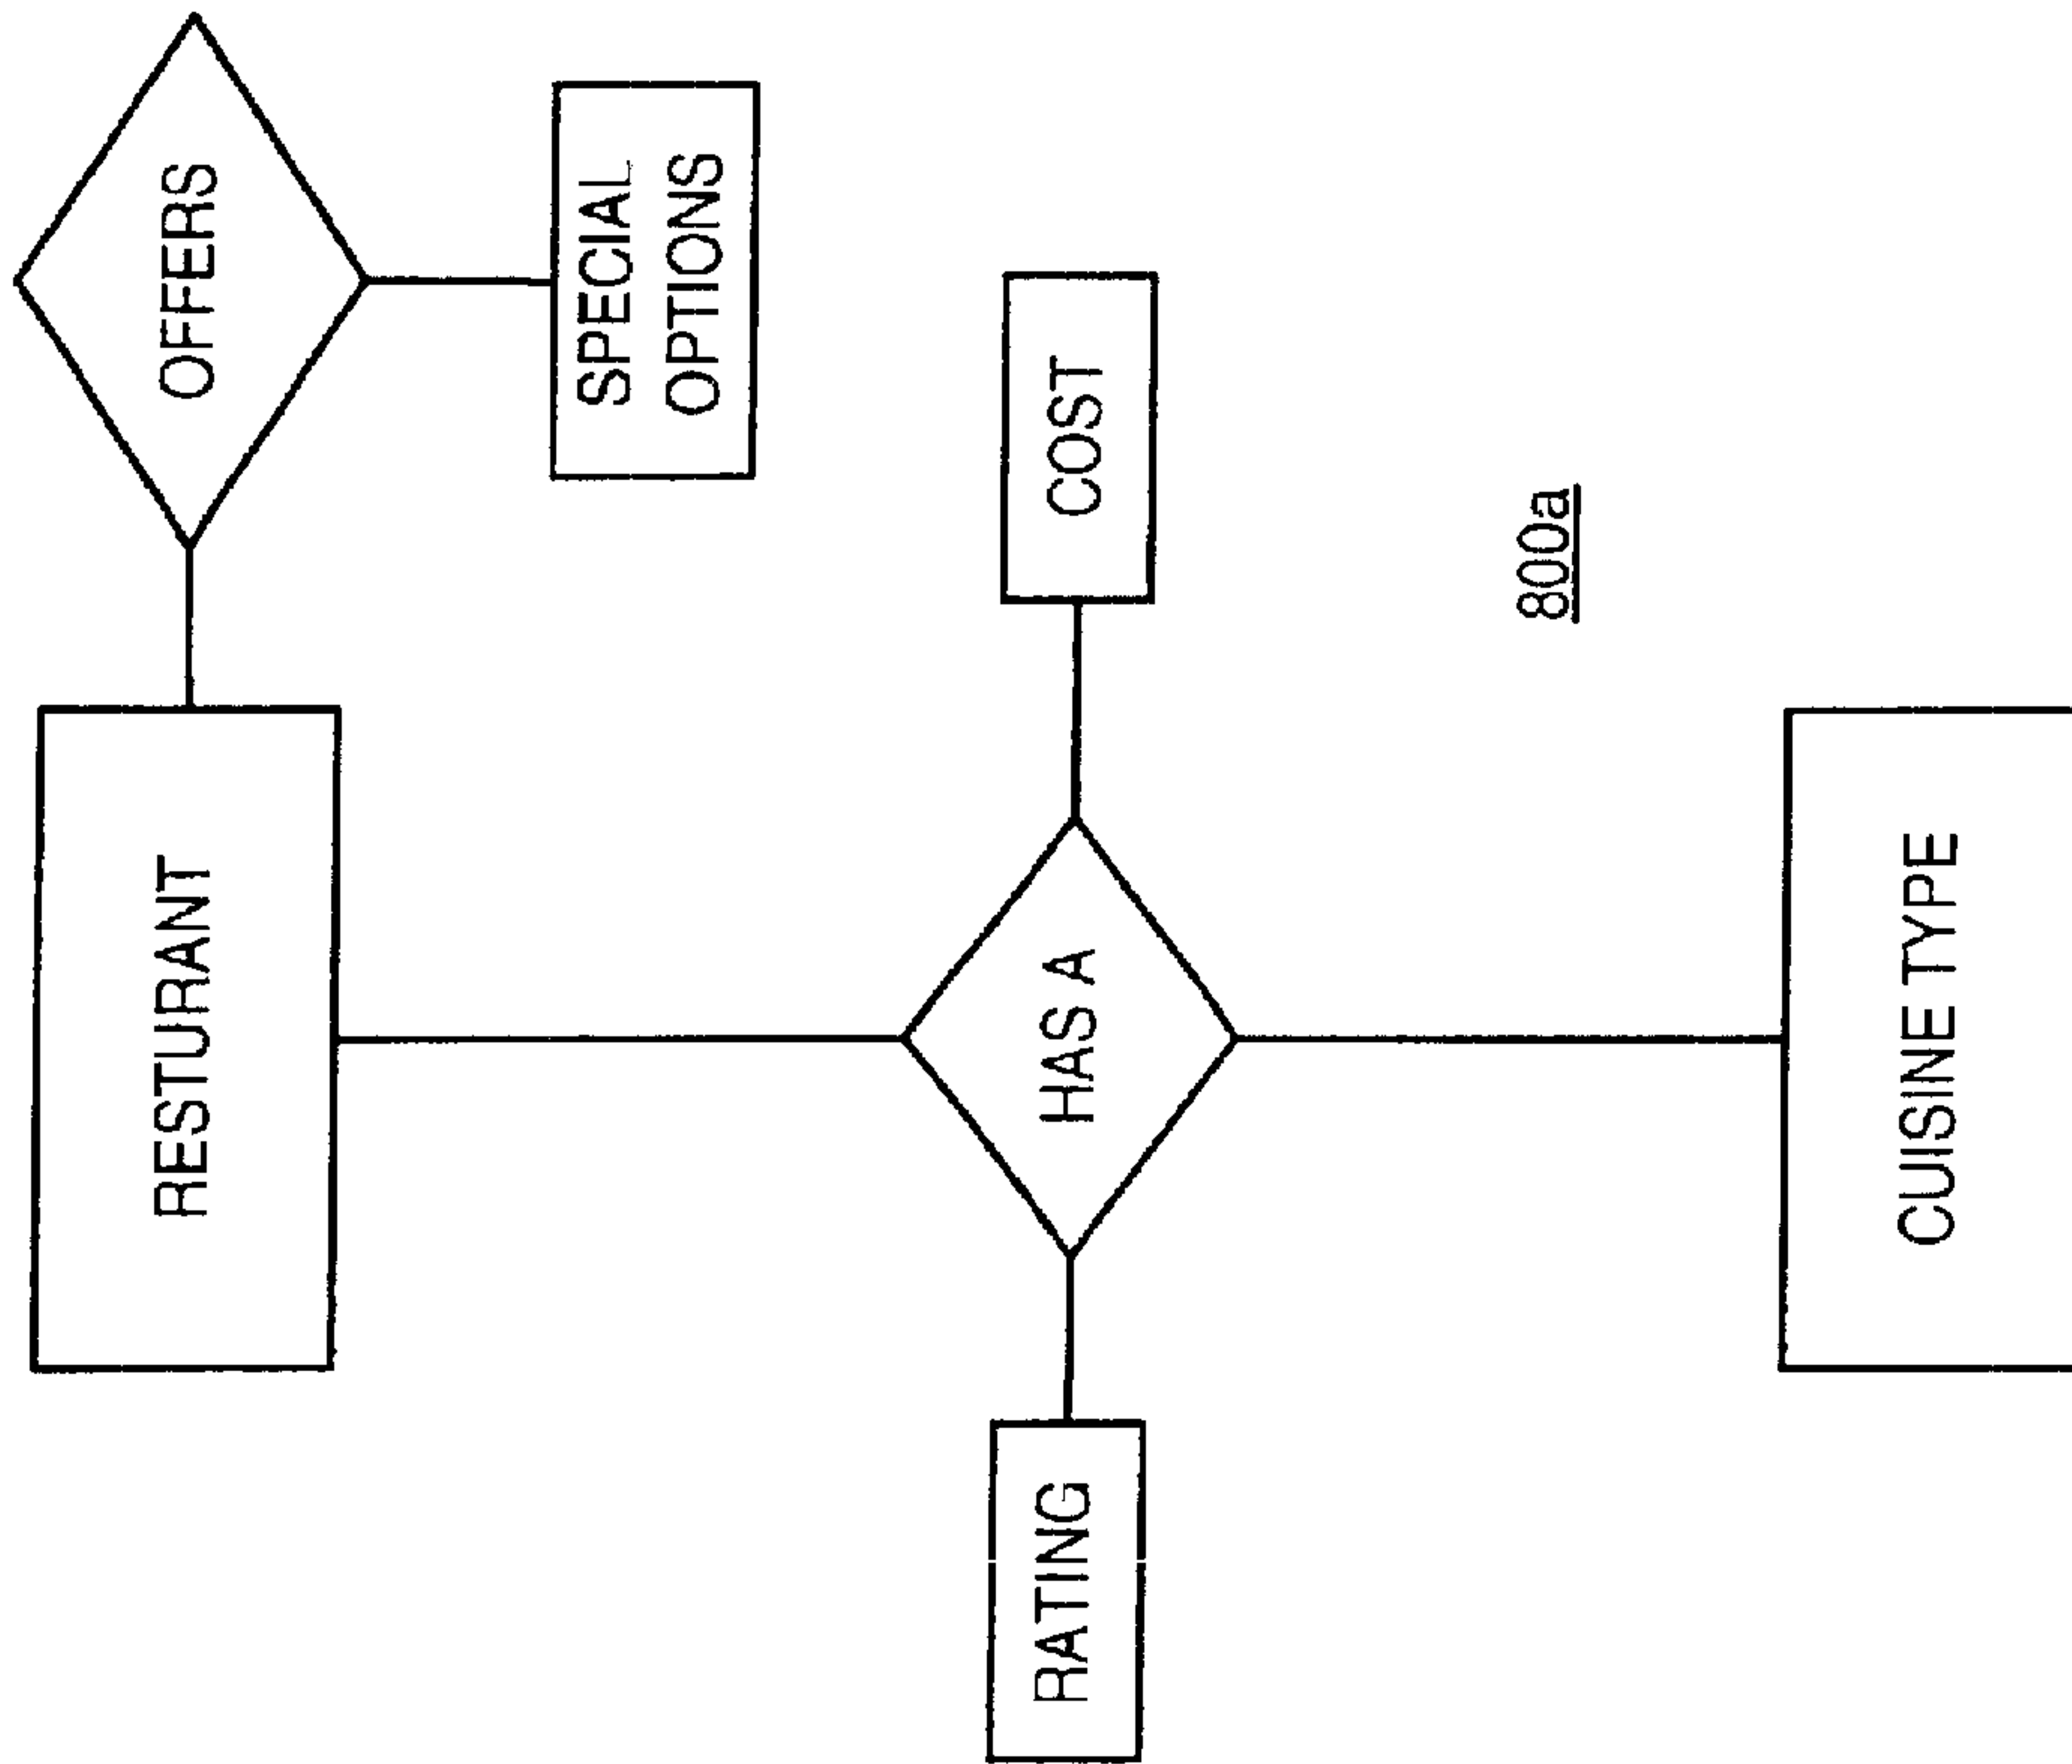 RESTURANT
OFFERS
SPECIAL
OPTIONS
RATING
HAS A
COST
800a
CUISINE TYPE